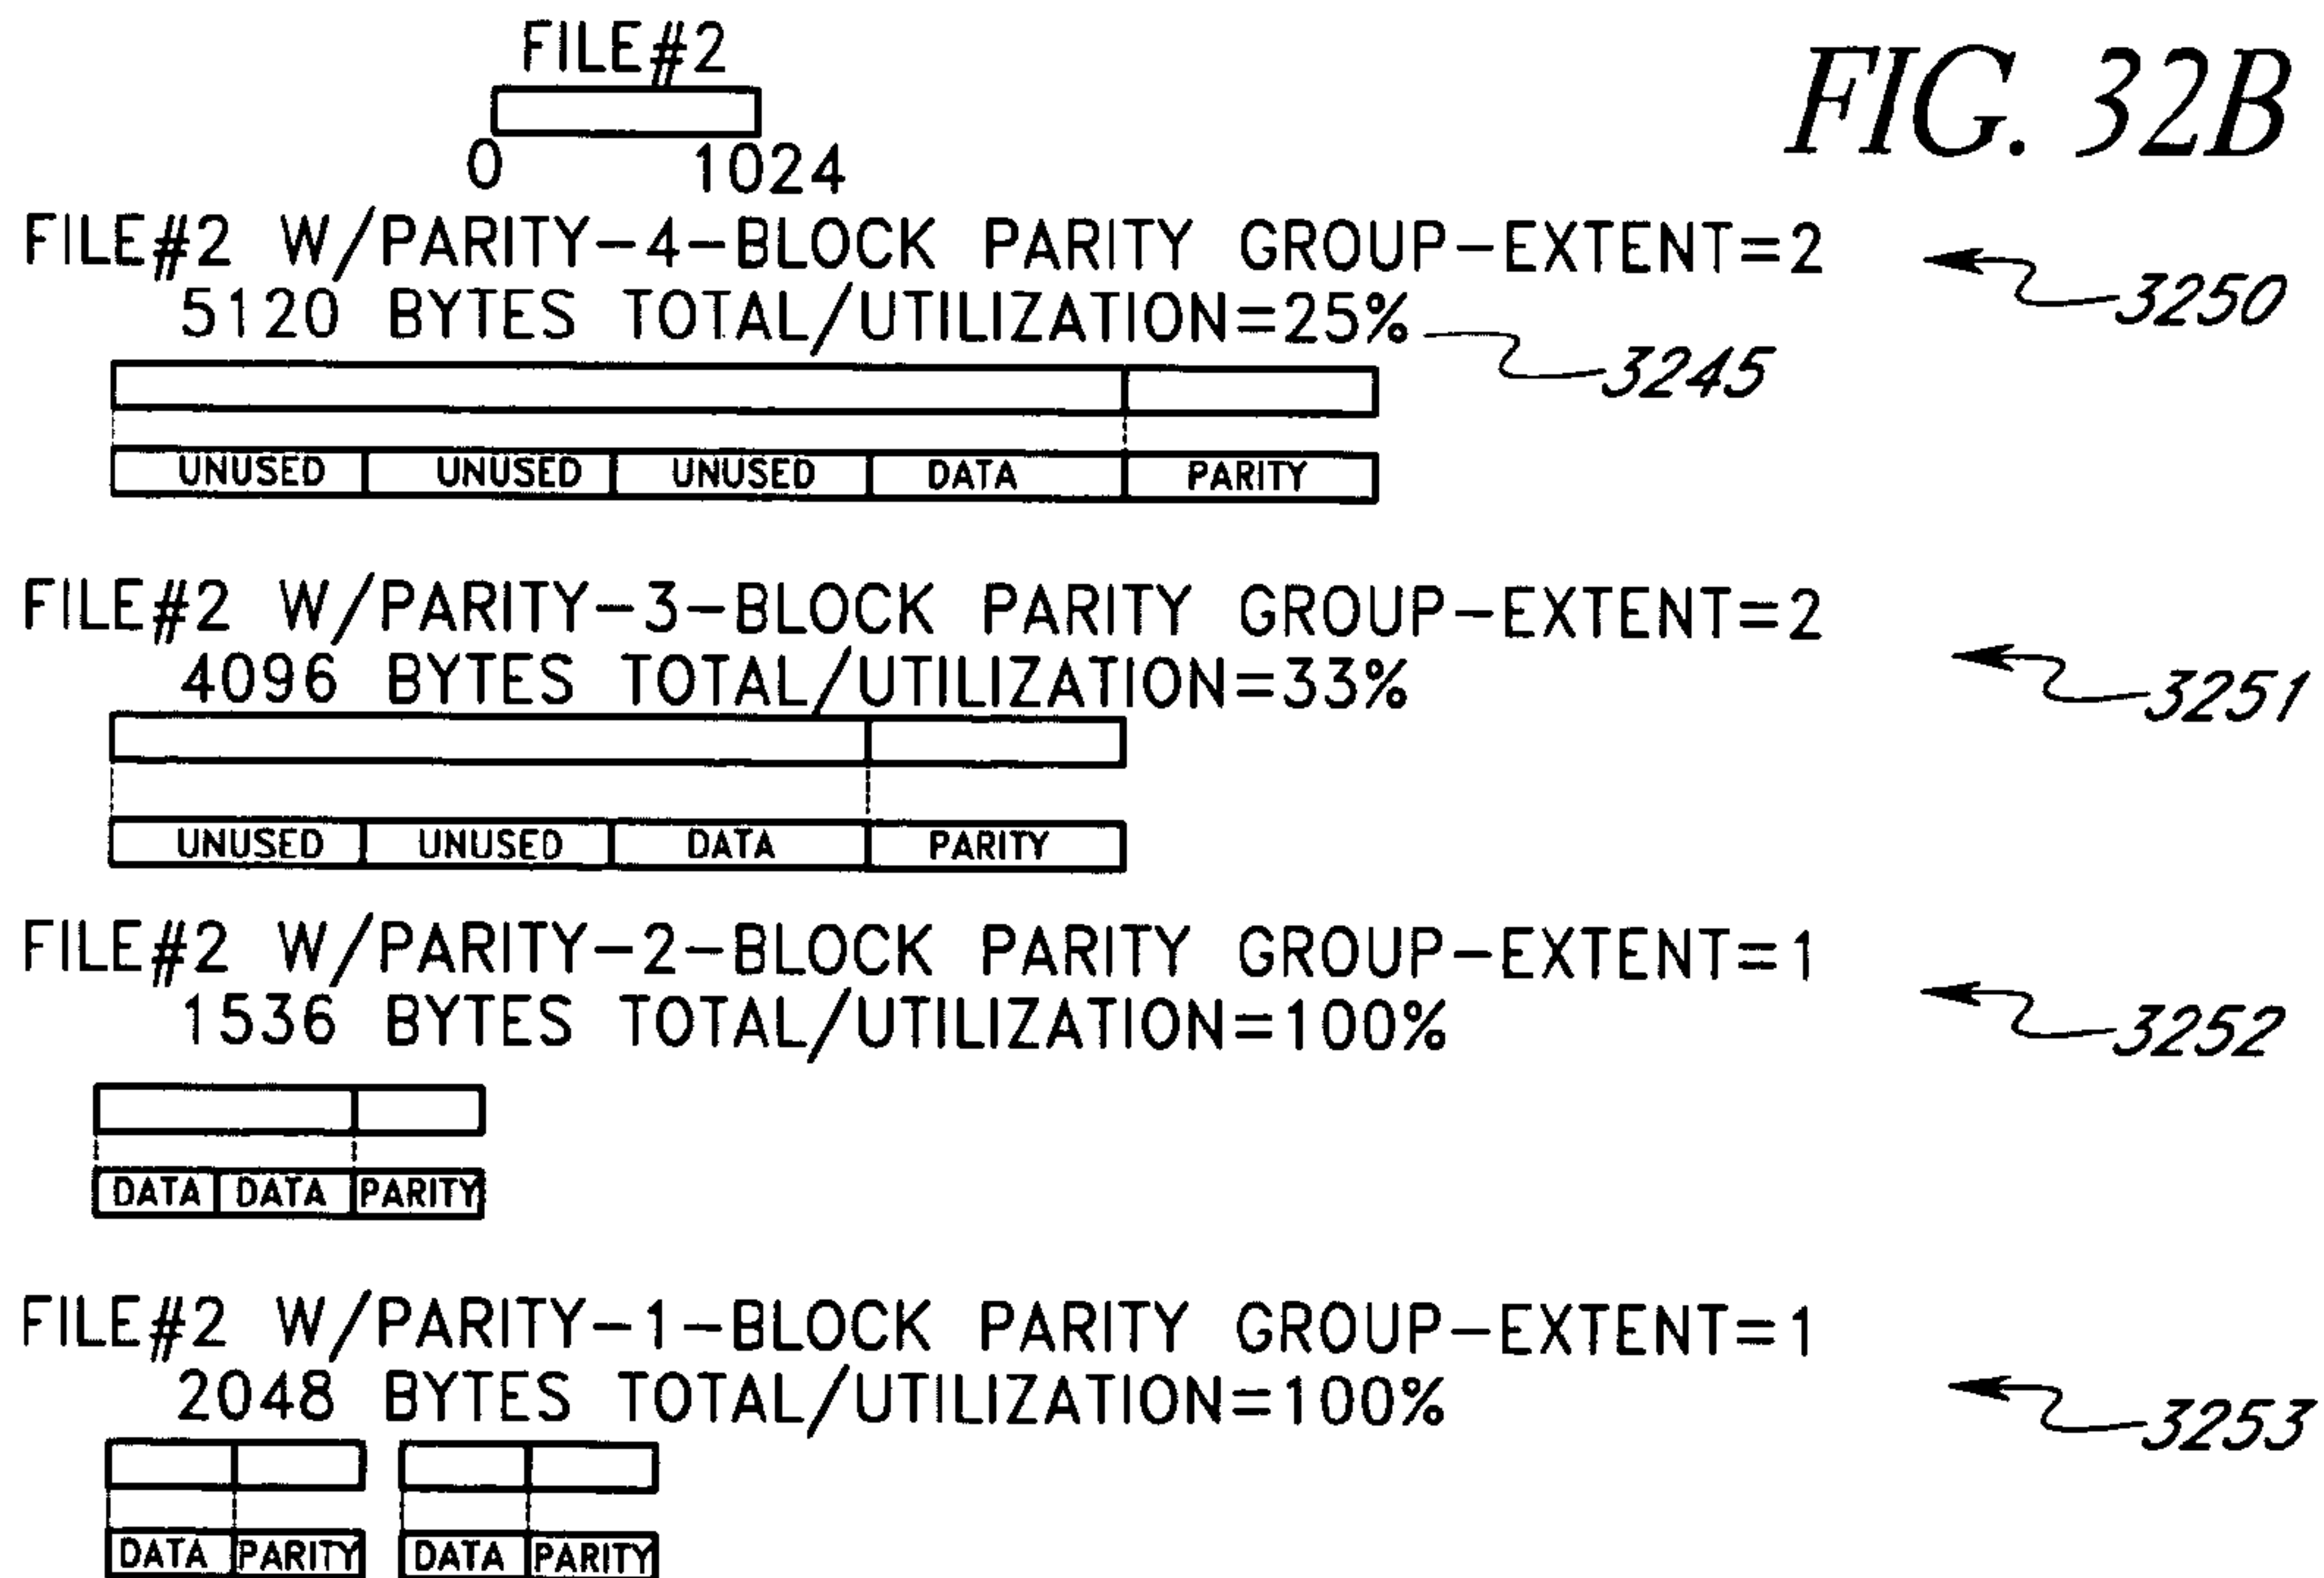 FILE#2
FIG. 32B
0 1024
FILE#2 W/PARITY-4-BLOCK PARITY GROUP-EXTENT=2
3250
5120 BYTES TOTAL/UTILIZATION=25%
3245
UNUSED UNUSED UNUSED DATA PARITY
FILE#2 W/PARITY-3-BLOCK PARITY GROUP-EXTENT=2
4096 BYTES TOTAL/UTILIZATION=33%
3251
UNUSED UNUSED DATA PARITY
FILE#2 W/PARITY-2-BLOCK PARITY GROUP-EXTENT=1
1536 BYTES TOTAL/UTILIZATION=100%
3252
DATA DATA PARITY
FILE#2 W/PARITY-1-BLOCK PARITY GROUP-EXTENT=1
2048 BYTES TOTAL/UTILIZATION=100%
3253
DATA PARITY DATA PARITY